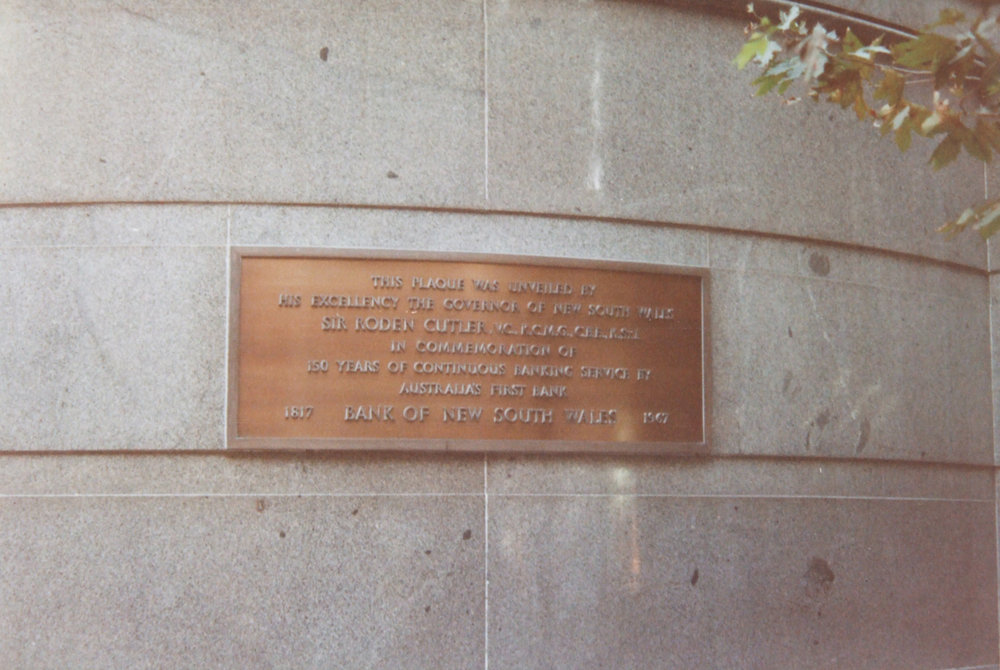 THIS PLAQUE WAS UNVEILED BY
HIS EXCELLENCY THE GOVERNOR OF NEW SOUTH WALES
SIR RODEN CUTLER, V.C., K.C.M.G., C.B.E., K.ST.J.
IN COMMEMORATION OF
150 YEARS OF CONTINUOUS BANKING SERVICE BY
AUSTRALIA'S FIRST BANK
1817 BANK OF NEW SOUTH WALES 1967